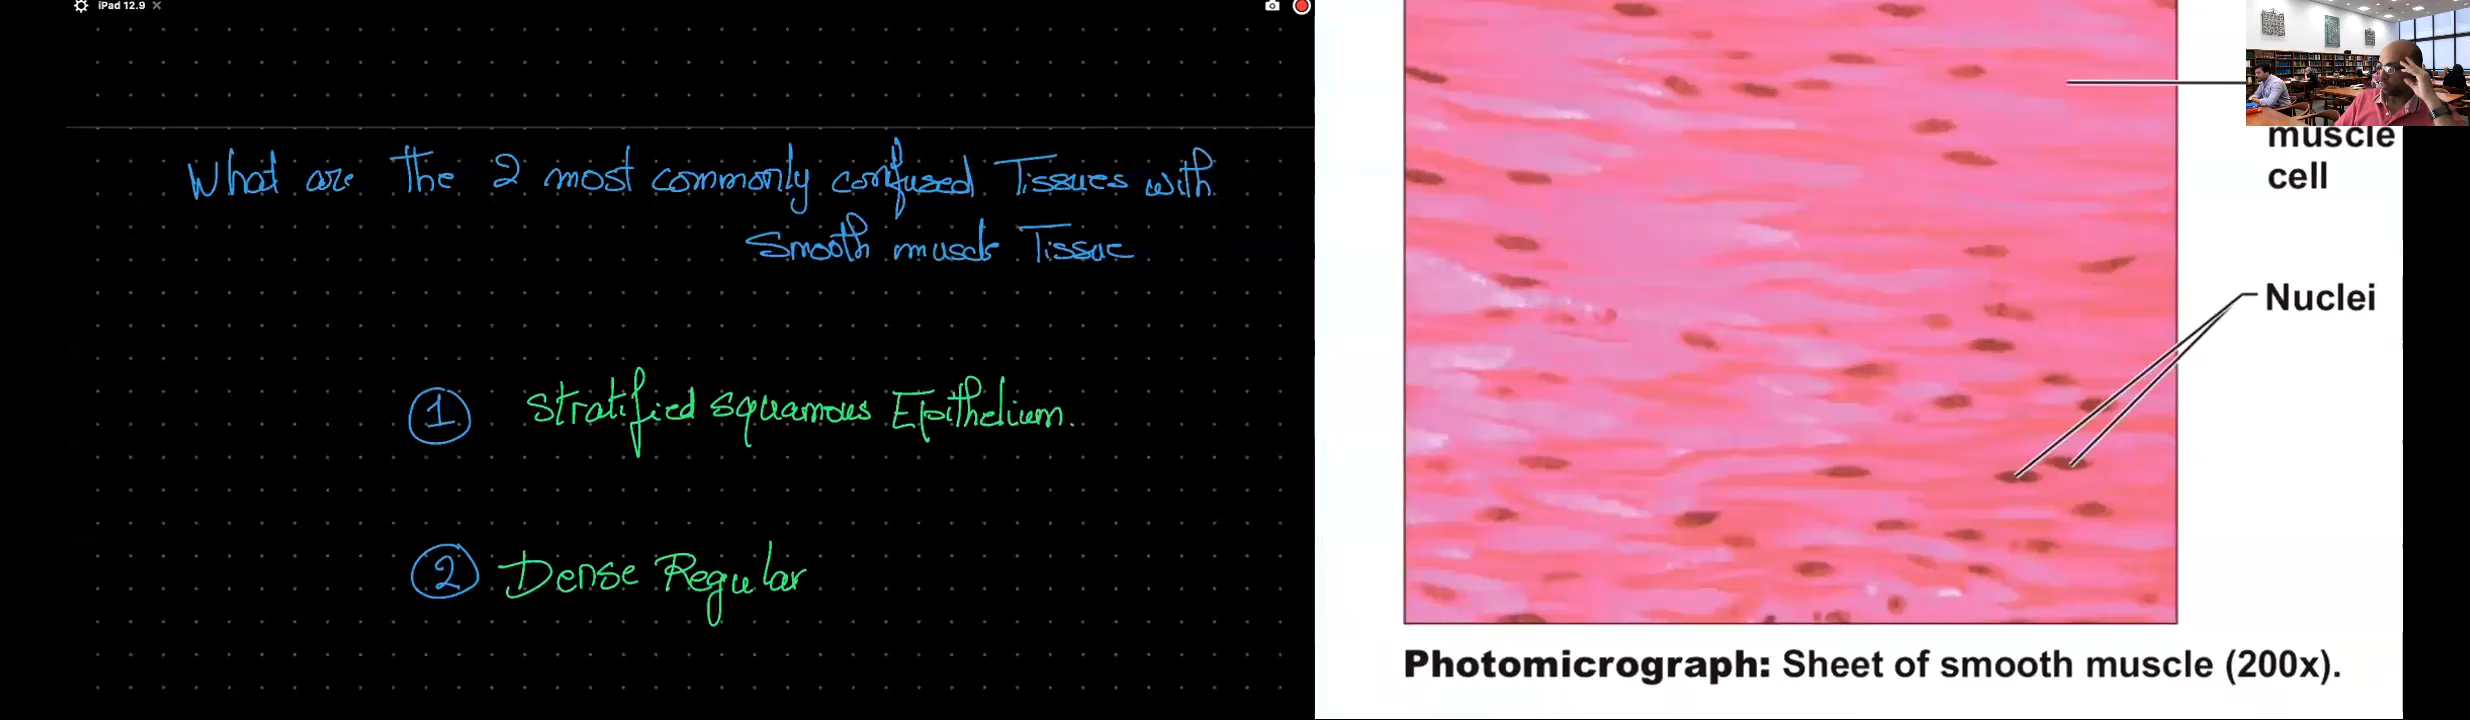 iPad 12.9
What are the 2 most commonly confused Tissues with
Smooth muscle Tissue
1 Stratified squamous Epithelium.
2 Dense Regular
muscle
cell
Nuclei
Photomicrograph: Sheet of smooth muscle (200x).